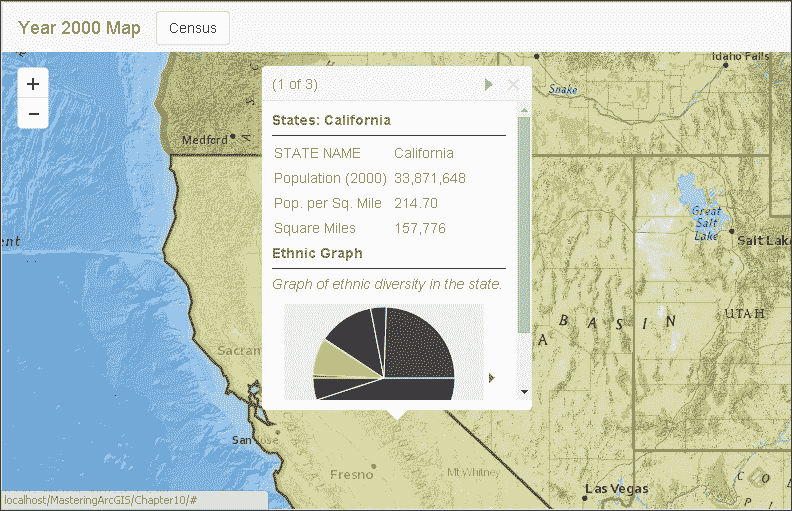 Year 2000 Map
Census
+
−
(1 of 3)
×
States: California
STATE NAME California
Population (2000) 33,871,648
Pop. per Sq. Mile 214.70
Square Miles 157,776
Ethnic Graph
Graph of ethnic diversity in the state.
Idaho Falls
Snake
Medford
K
Great
Salt
Lake
Salt Lake
UTAH
A BASIN
ent
Sacram
San Jose
Fresno
Mt Whitney
Las Vegas
C O
P
localhost/MasteringArcGIS/Chapter10/#